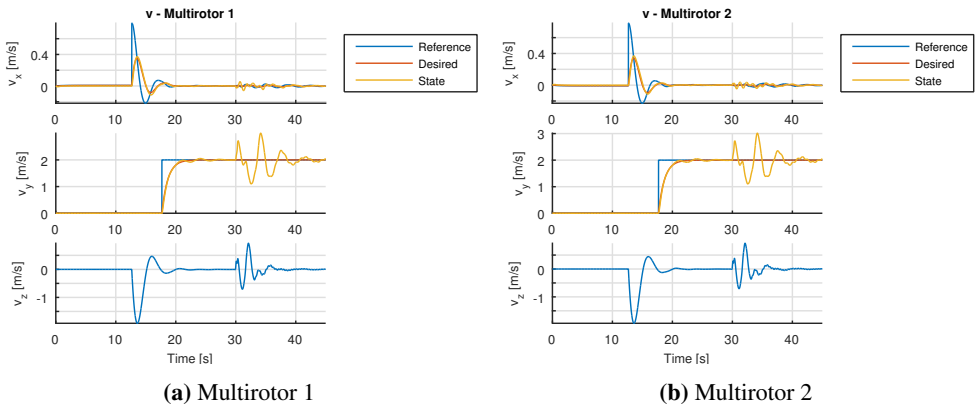 v - Multirotor 1
v_x [m/s]
0.4
0
0 10 20 30 40
Reference
Desired
State
v_y [m/s]
2
1
0
0 10 20 30 40
v_z [m/s]
0
-1
0 10 20 30 40
Time [s]
(a) Multirotor 1
v - Multirotor 2
v_x [m/s]
0.4
0
0 10 20 30 40
Reference
Desired
State
v_y [m/s]
3
2
1
0
0 10 20 30 40
v_z [m/s]
0
-1
0 10 20 30 40
Time [s]
(b) Multirotor 2